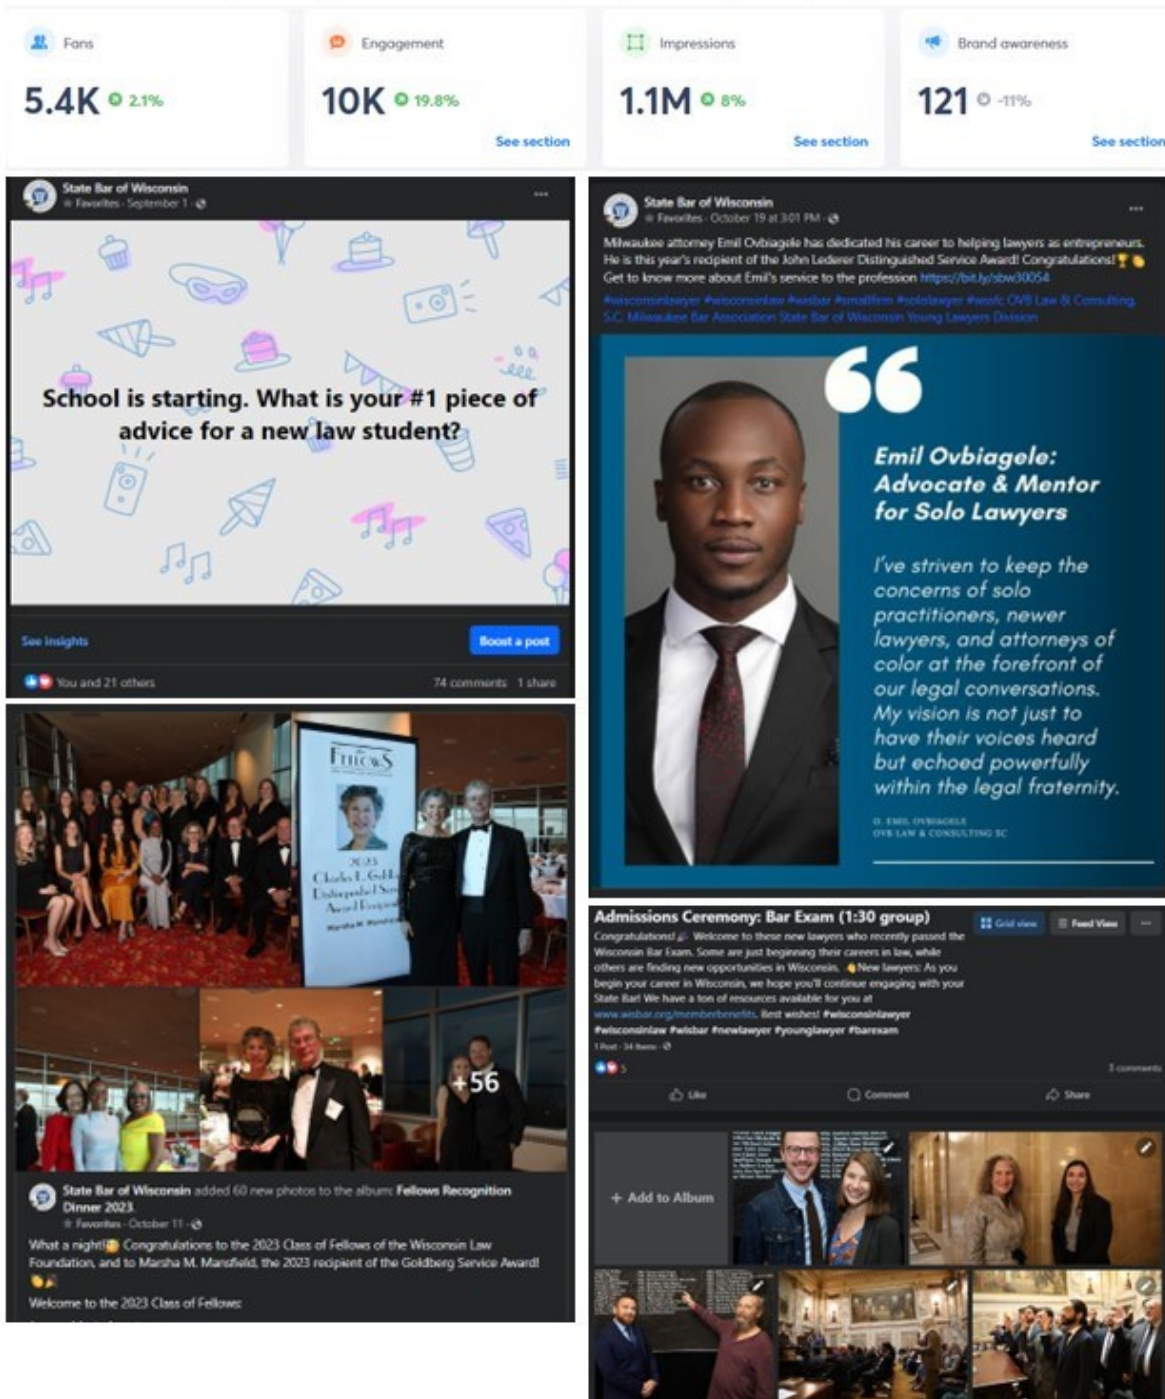 Fans
5.4K 2.1%
Engagement
10K 19.8%
See section
Impressions
1.1M 8%
See section
Brand awareness
121 -11%
See section
State Bar of Wisconsin
Favorites · September 1 ·
School is starting. What is your #1 piece of
advice for a new law student?
See insights
Boost a post
You and 21 others
74 comments 1 share
FELLOWS
2023
Charles L. Goldberg
Distinguished Service
Award Recipient
Marsha M. Mansfield
+56
State Bar of Wisconsin added 60 new photos to the album: Fellows Recognition
Dinner 2023.
Favorites · October 11 ·
What a night! Congratulations to the 2023 Class of Fellows of the Wisconsin Law
Foundation, and to Marsha M. Mansfield, the 2023 recipient of the Goldberg Service Award!
Welcome to the 2023 Class of Fellows:
State Bar of Wisconsin
Favorites · October 19 at 3:01 PM ·
Milwaukee attorney Emil Ovbiagele has dedicated his career to helping lawyers as entrepreneurs.
He is this year's recipient of the John Lederer Distinguished Service Award! Congratulations!
Get to know more about Emil's service to the profession https://bit.ly/sbw30054
#wisconsinlawyer #wisconsinlaw #wisbar #smallfirm #sololawyer #wsslc OVB Law & Consulting,
S.C. Milwaukee Bar Association State Bar of Wisconsin Young Lawyers Division
Emil Ovbiagele:
Advocate & Mentor
for Solo Lawyers
I've striven to keep the
concerns of solo
practitioners, newer
lawyers, and attorneys of
color at the forefront of
our legal conversations.
My vision is not just to
have their voices heard
but echoed powerfully
within the legal fraternity.
O. EMIL OVBIAGELE
OVB LAW & CONSULTING SC
Admissions Ceremony: Bar Exam (1:30 group)
Grid view
Feed View
Congratulations! Welcome to these new lawyers who recently passed the
Wisconsin Bar Exam. Some are just beginning their careers in law, while
others are finding new opportunities in Wisconsin. New lawyers: As you
begin your career in Wisconsin, we hope you'll continue engaging with your
State Bar! We have a ton of resources available for you at
www.wisbar.org/memberbenefits. Best wishes! #wisconsinlawyer
#wisconsinlaw #wisbar #newlawyer #younglawyer #barexam
1 Post · 34 Items ·
5
3 comments
Like
Comment
Share
+ Add to Album